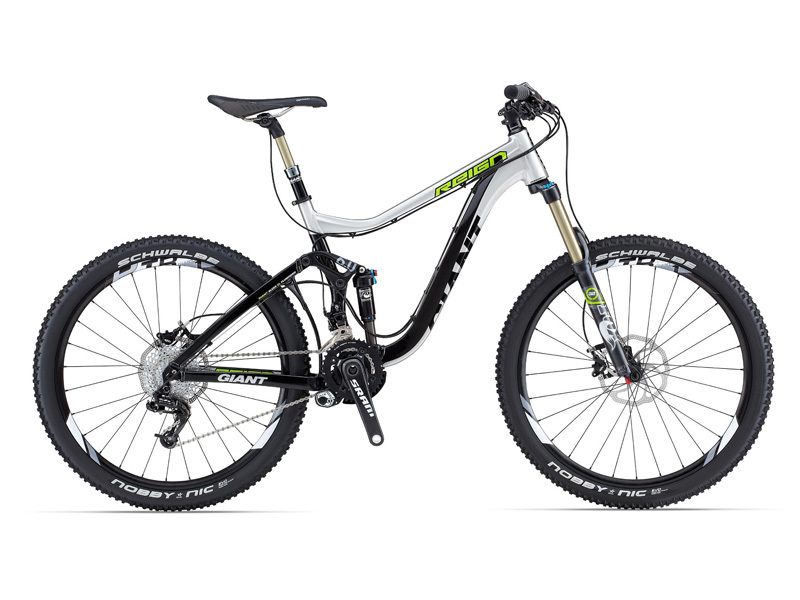 REIGN
GIANT
SCHWALBE
SCHWALBE
GIANT
SRAM
NOBBY NIC
NOBBY NIC